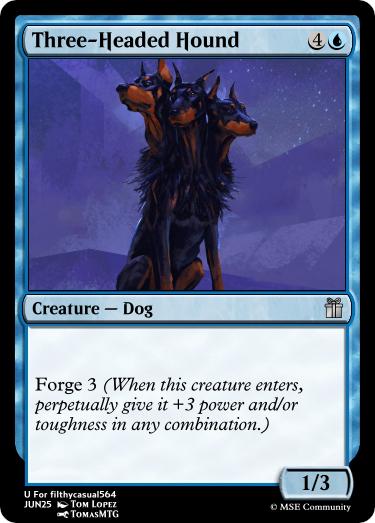 Three-Headed Hound 4
Creature — Dog
Forge 3 (When this creature enters,
perpetually give it +3 power and/or
toughness in any combination.)
1/3
U For filthycasual564
JUN25 Tom Lopez
TomasMTG
© MSE Community